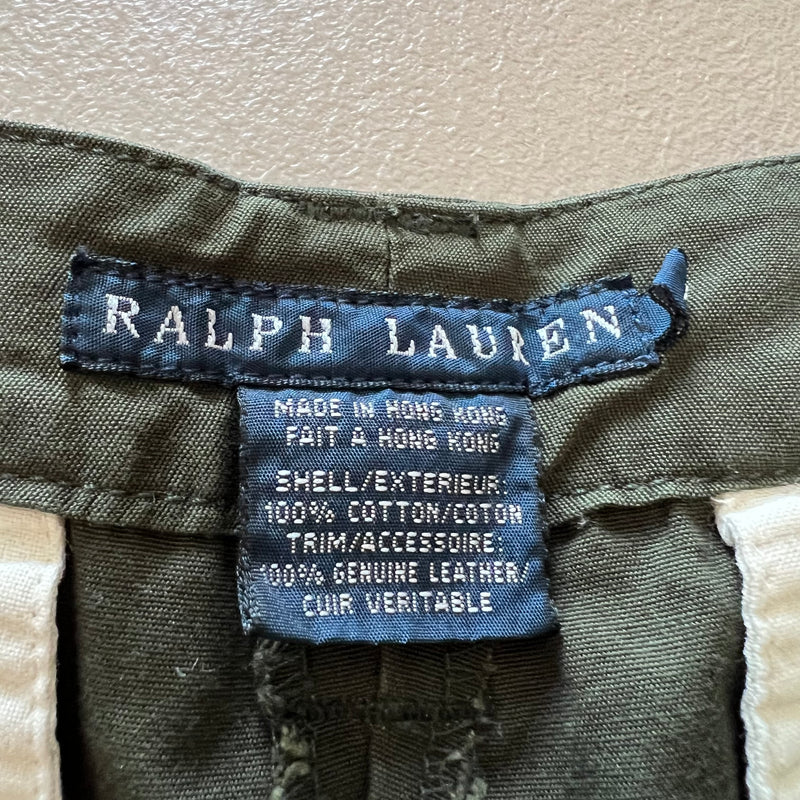 RALPH LAUREN
MADE IN HONG KONG
FAIT A HONG KONG
SHELL/EXTERIEUR:
100% COTTON/COTON
TRIM/ACCESSOIRE:
100% GENUINE LEATHER/
CUIR VERITABLE